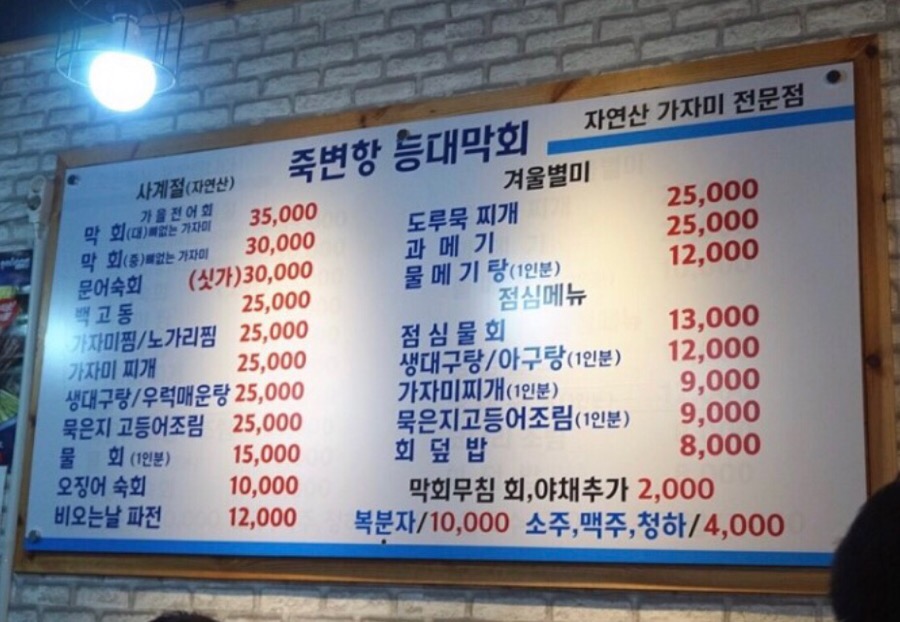 자연산 가자미 전문점
죽변항 등대막회
사계절(자연산)
가을전어회
막 회(대)뼈없는 가자미 35,000
막 회(중)뼈없는 가자미 30,000
문어숙회 (싯가)30,000
백고동 25,000
가자미찜/노가리찜 25,000
가자미 찌개 25,000
생대구탕/우럭매운탕 25,000
묵은지 고등어조림 25,000
물 회(1인분) 15,000
오징어 숙회 10,000
비오는날 파전 12,000
겨울별미
도루묵 찌개 25,000
과 메 기 25,000
물메기탕(1인분) 12,000
점심메뉴
점심물회 13,000
생대구탕/아구탕(1인분) 12,000
가자미찌개(1인분) 9,000
묵은지고등어조림(1인분) 9,000
회 덮 밥 8,000
막회무침 회,야채추가 2,000
복분자/10,000 소주,맥주,청하/4,000